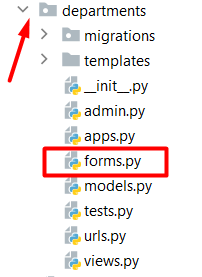 departments
migrations
templates
__init__.py
admin.py
apps.py
forms.py
models.py
tests.py
urls.py
views.py